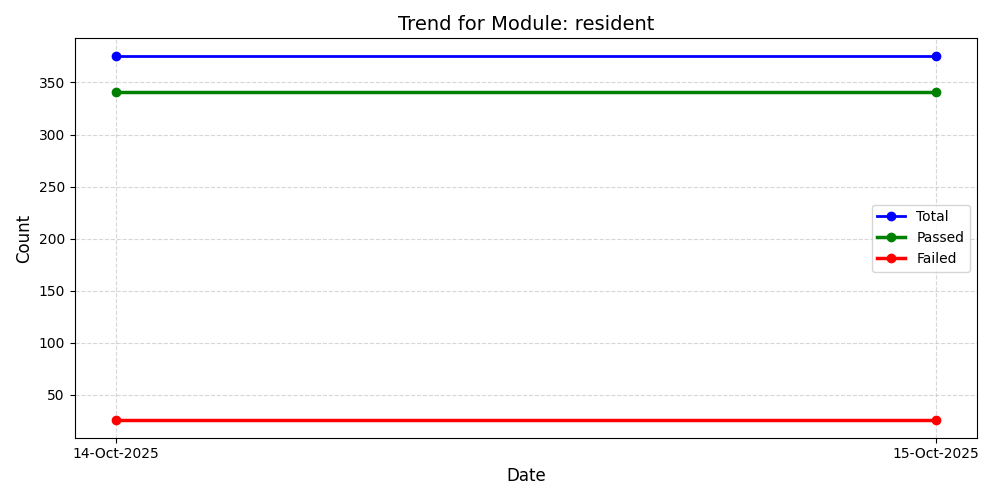 Trend for Module: resident
Count
350
300
250
200
150
100
50
Total
Passed
Failed
14-Oct-2025 15-Oct-2025
Date